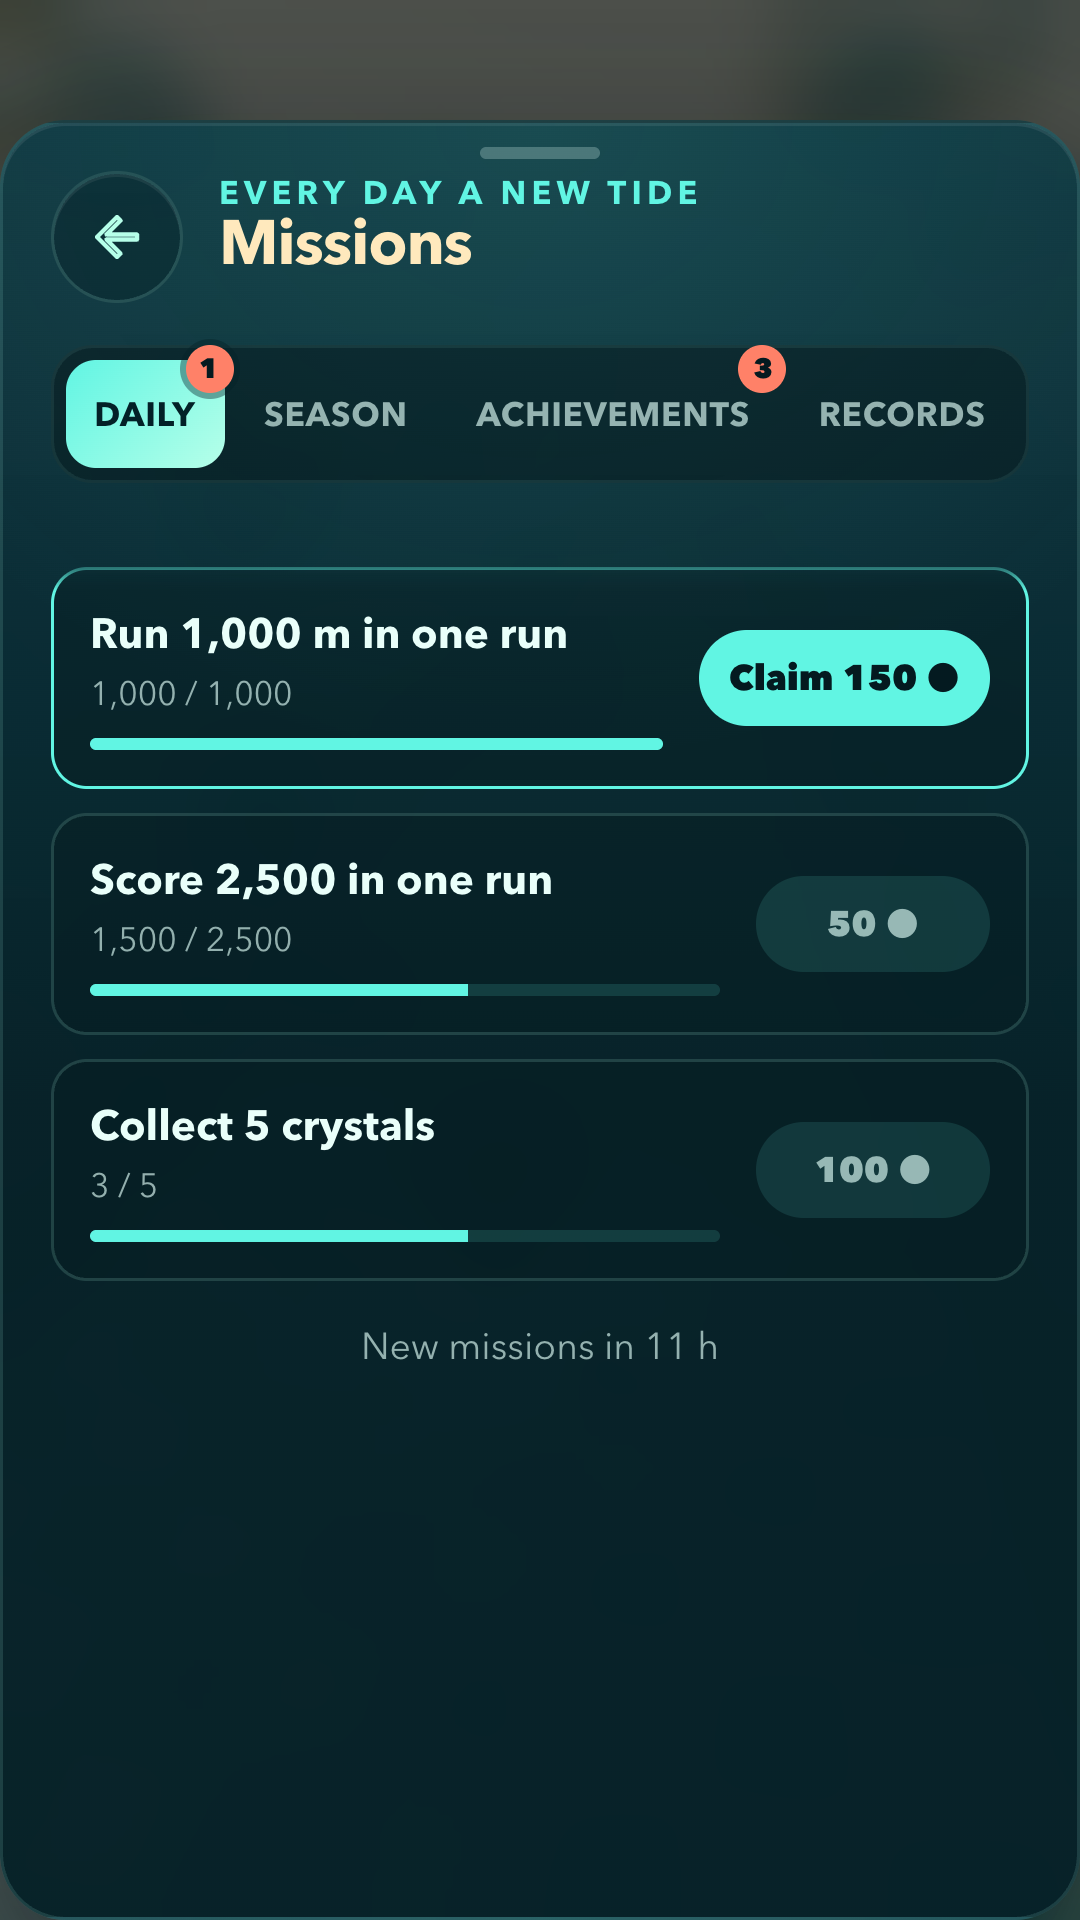 EVERY DAY A NEW TIDE
Missions
DAILY 1 SEASON ACHIEVEMENTS 3 RECORDS
Run 1,000 m in one run
1,000 / 1,000
Claim 150
Score 2,500 in one run
1,500 / 2,500
50
Collect 5 crystals
3 / 5
100
New missions in 11 h